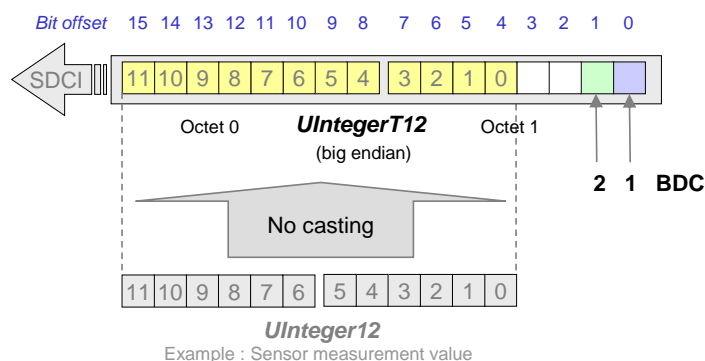 Bit offset 15 14 13 12 11 10 9 8 7 6 5 4 3 2 1 0
SDCI 11 10 9 8 7 6 5 4 3 2 1 0
Octet 0 UIntegerT12 Octet 1
(big endian)
2 1 BDC
No casting
11 10 9 8 7 6 5 4 3 2 1 0
UInteger12
Example : Sensor measurement value